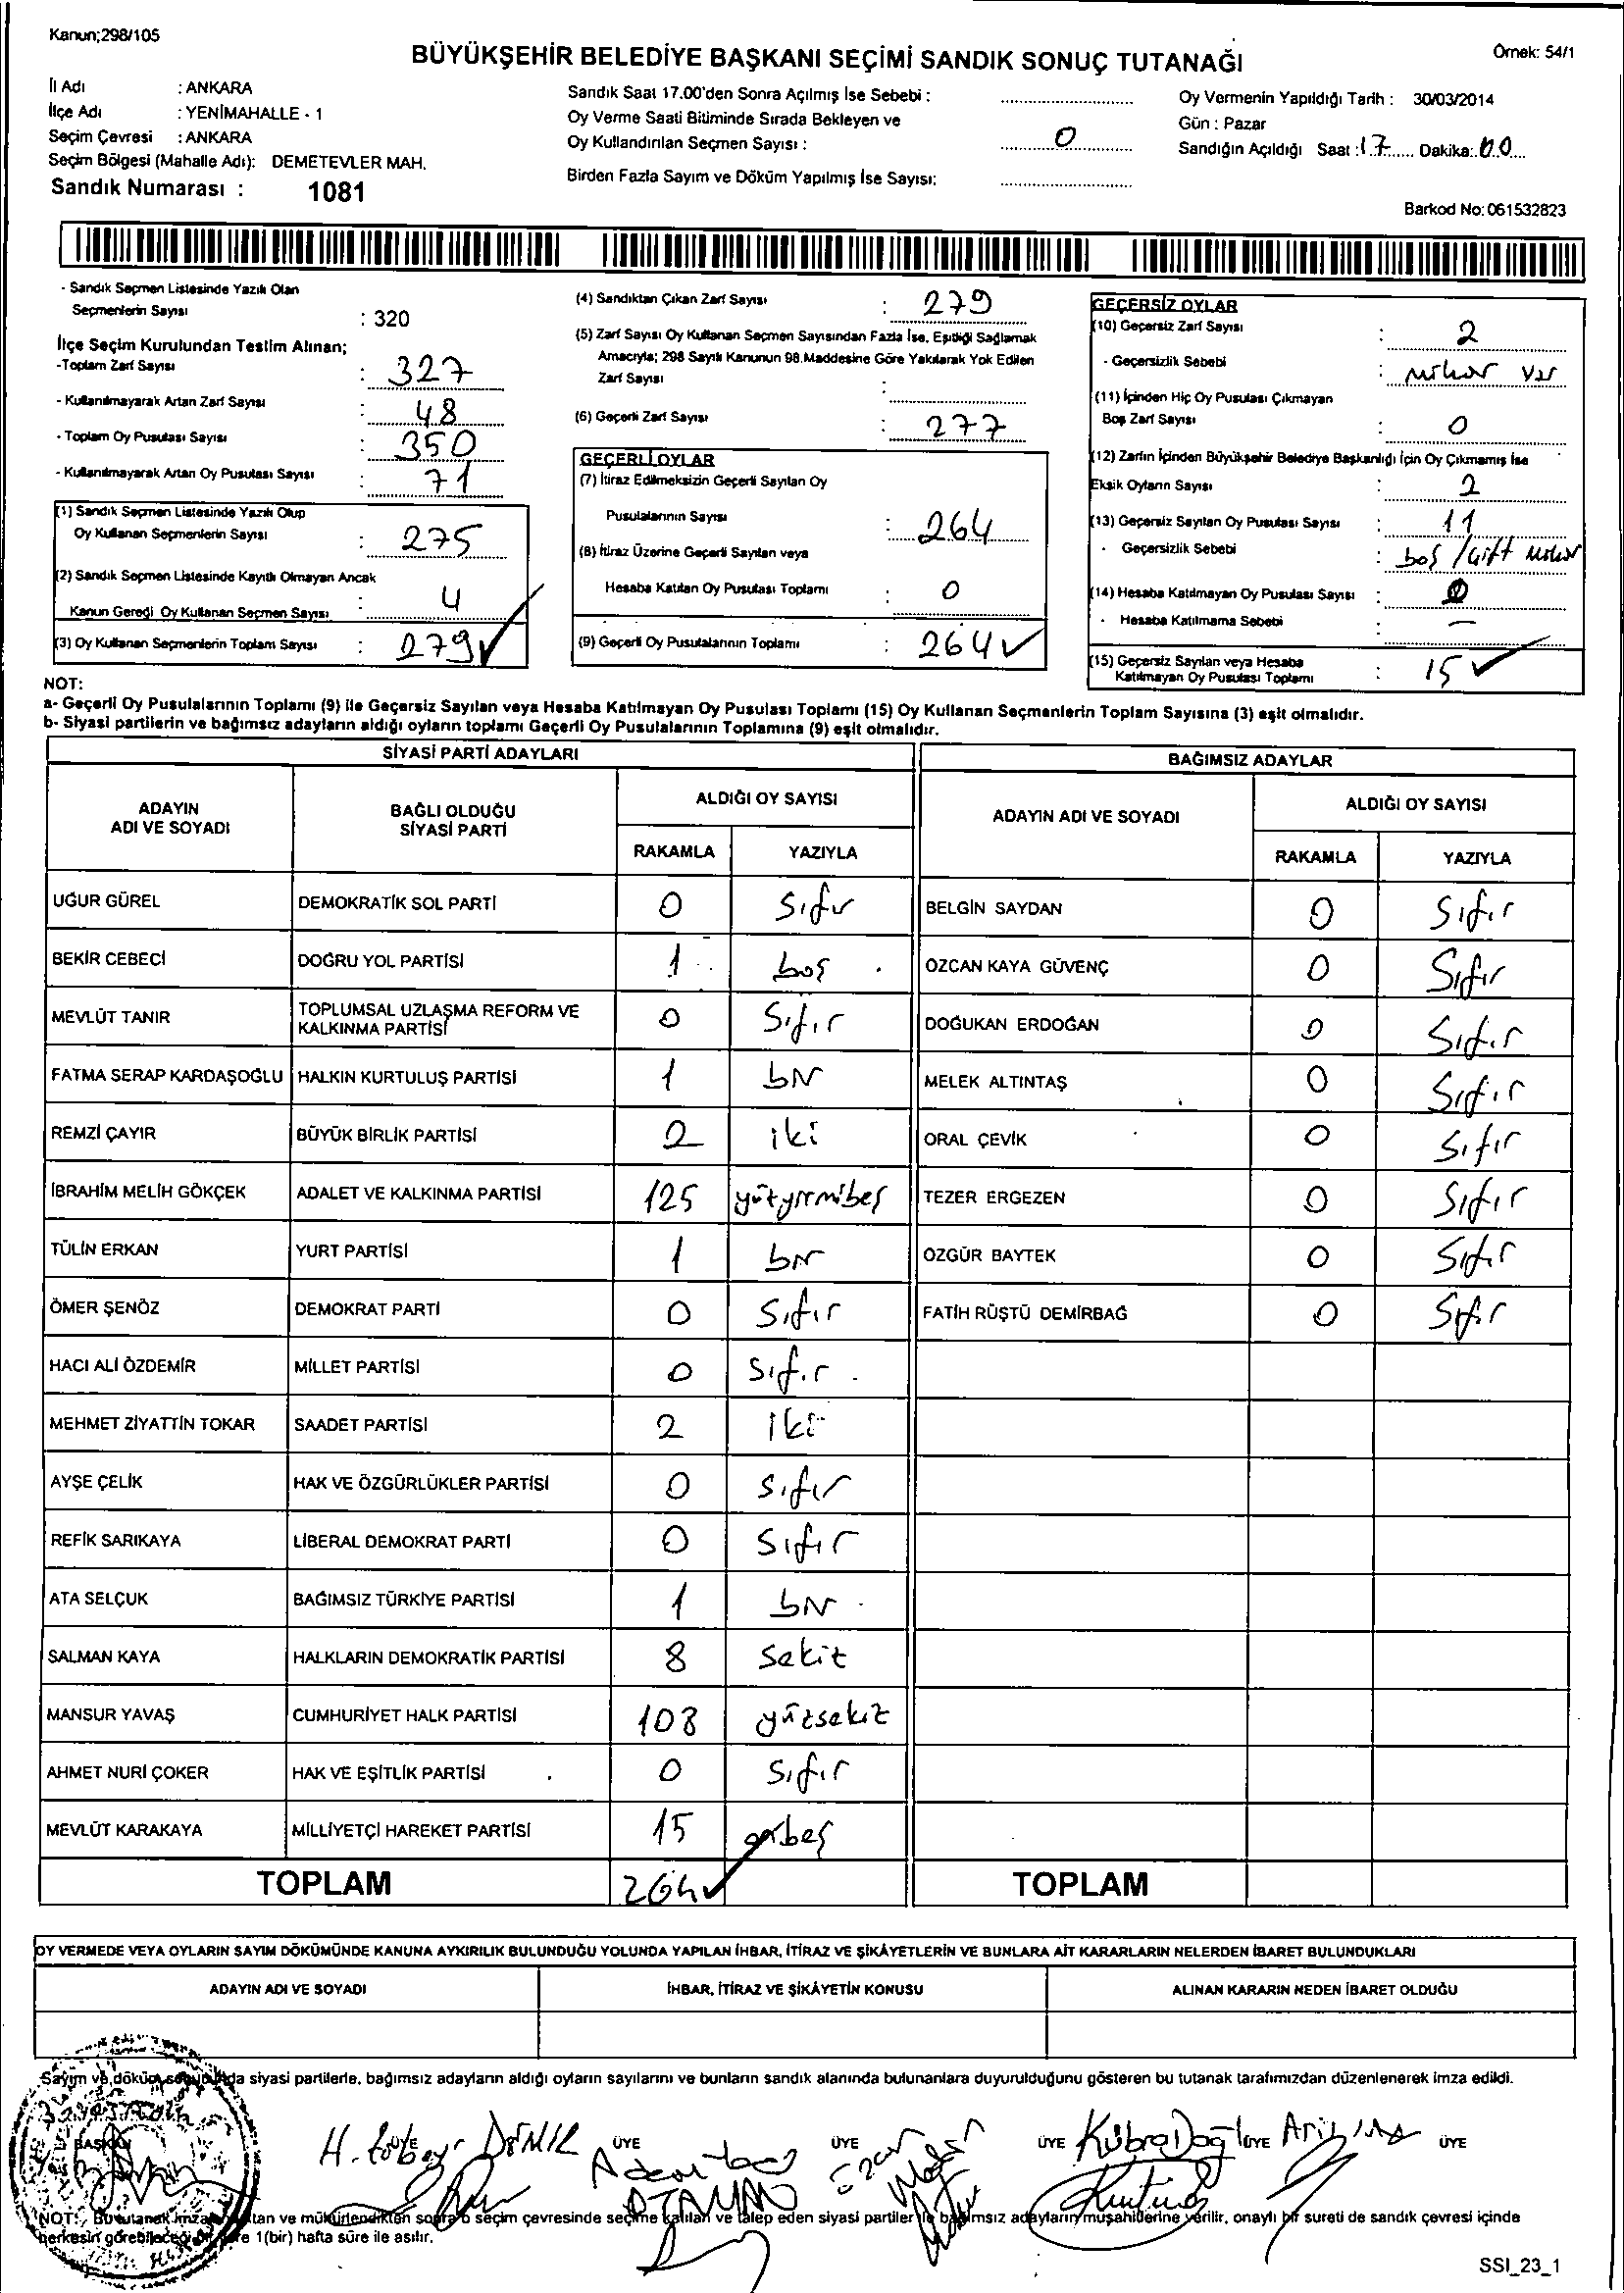 Kanun;298/105
Örnek: 54/1
BÜYÜKŞEHİR BELEDİYE BAŞKANI SEÇİMİ SANDIK SONUÇ TUTANAĞI
İl Adı : ANKARA
İlçe Adı : YENİMAHALLE - 1
Seçim Çevresi : ANKARA
Seçim Bölgesi (Mahalle Adı): DEMETEVLER MAH.
Sandık Numarası : 1081
Sandık Saat 17.00'den Sonra Açılmış İse Sebebi :
Oy Verme Saati Bitiminde Sırada Bekleyen ve
Oy Kullandırılan Seçmen Sayısı : 0
Birden Fazla Sayım ve Döküm Yapılmış İse Sayısı:
Oy Vermenin Yapıldığı Tarih : 30/03/2014
Gün : Pazar
Sandığın Açıldığı Saat : 17 Dakika: 00
Barkod No: 061532823
- Sandık Seçmen Listesinde Yazılı Olan
Seçmenlerin Sayısı : 320
İlçe Seçim Kurulundan Teslim Alınan;
-Toplam Zarf Sayısı : 327
- Kullanılmayarak Artan Zarf Sayısı : 48
- Toplam Oy Pusulası Sayısı : 350
- Kullanılmayarak Artan Oy Pusulası Sayısı : 71
(1) Sandık Seçmen Listesinde Yazılı Olup
Oy Kullanan Seçmenlerin Sayısı : 275
(2) Sandık Seçmen Listesinde Kayıtlı Olmayan Ancak
Kanun Gereği Oy Kullanan Seçmen Sayısı : 4
(3) Oy Kullanan Seçmenlerin Toplam Sayısı : 279
(4) Sandıktan Çıkan Zarf Sayısı : 279
(5) Zarf Sayısı Oy Kullanan Seçmen Sayısından Fazla İse, Eşitliği Sağlamak
Amacıyla; 298 Sayılı Kanunun 98.Maddesine Göre Yakılarak Yok Edilen
Zarf Sayısı :
(6) Geçerli Zarf Sayısı : 277
GEÇERLİ OYLAR
(7) İtiraz Edilmeksizin Geçerli Sayılan Oy
Pusulalarının Sayısı : 264
(8) İtiraz Üzerine Geçerli Sayılan veya
Hesaba Katılan Oy Pusulası Toplamı : 0
(9) Geçerli Oy Pusulalarının Toplamı : 264
GEÇERSİZ OYLAR
(10) Geçersiz Zarf Sayısı : 2
- Geçersizlik Sebebi : mühür var
(11) İçinden Hiç Oy Pusulası Çıkmayan
Boş Zarf Sayısı : 0
(12) Zarfın İçinden Büyükşehir Belediye Başkanlığı İçin Oy Çıkmamış İse
Eksik Oyların Sayısı : 2
(13) Geçersiz Sayılan Oy Pusulası Sayısı : 11
- Geçersizlik Sebebi : boş / çift mühür
(14) Hesaba Katılmayan Oy Pusulası Sayısı : 0
- Hesaba Katılmama Sebebi : –
(15) Geçersiz Sayılan veya Hesaba
Katılmayan Oy Pusulası Toplamı : 15
NOT:
a- Geçerli Oy Pusulalarının Toplamı (9) ile Geçersiz Sayılan veya Hesaba Katılmayan Oy Pusulası Toplamı (15) Oy Kullanan Seçmenlerin Toplam Sayısına (3) eşit olmalıdır.
b- Siyasi partilerin ve bağımsız adayların aldığı oyların toplamı Geçerli Oy Pusulalarının Toplamına (9) eşit olmalıdır.
SİYASİ PARTİ ADAYLARI
ADAYIN ADI VE SOYADI BAĞLI OLDUĞU SİYASİ PARTİ ALDIĞI OY SAYISI
RAKAMLA YAZIYLA
UĞUR GÜREL DEMOKRATİK SOL PARTİ 0 Sıfır
BEKİR CEBECİ DOĞRU YOL PARTİSİ 1 boş
MEVLÜT TANIR TOPLUMSAL UZLAŞMA REFORM VE KALKINMA PARTİSİ 0 Sıfır
FATMA SERAP KARDAŞOĞLU HALKIN KURTULUŞ PARTİSİ 1 bir
REMZİ ÇAYIR BÜYÜK BİRLİK PARTİSİ 2 iki
İBRAHİM MELİH GÖKÇEK ADALET VE KALKINMA PARTİSİ 125 yüzyirmibeş
TÜLİN ERKAN YURT PARTİSİ 1 bir
ÖMER ŞENÖZ DEMOKRAT PARTİ 0 Sıfır
HACI ALİ ÖZDEMİR MİLLET PARTİSİ 0 Sıfır
MEHMET ZİYATTİN TOKAR SAADET PARTİSİ 2 iki
AYŞE ÇELİK HAK VE ÖZGÜRLÜKLER PARTİSİ 0 Sıfır
REFİK SARIKAYA LİBERAL DEMOKRAT PARTİ 0 Sıfır
ATA SELÇUK BAĞIMSIZ TÜRKİYE PARTİSİ 1 bir
SALMAN KAYA HALKLARIN DEMOKRATİK PARTİSİ 8 Sekiz
MANSUR YAVAŞ CUMHURİYET HALK PARTİSİ 108 yüzsekiz
AHMET NURİ ÇOKER HAK VE EŞİTLİK PARTİSİ 0 Sıfır
MEVLÜT KARAKAYA MİLLİYETÇİ HAREKET PARTİSİ 15 onbeş
TOPLAM 264
BAĞIMSIZ ADAYLAR
ADAYIN ADI VE SOYADI ALDIĞI OY SAYISI
RAKAMLA YAZIYLA
BELGİN SAYDAN 0 Sıfır
OZCAN KAYA GÜVENÇ 0 Sıfır
DOĞUKAN ERDOĞAN 0 Sıfır
MELEK ALTINTAŞ 0 Sıfır
ORAL ÇEVİK 0 Sıfır
TEZER ERGEZEN 0 Sıfır
OZGÜR BAYTEK 0 Sıfır
FATİH RÜŞTÜ DEMİRBAĞ 0 Sıfır
TOPLAM
OY VERMEDE VEYA OYLARIN SAYIM DÖKÜMÜNDE KANUNA AYKIRILIK BULUNDUĞU YOLUNDA YAPILAN İHBAR, İTİRAZ VE ŞİKÂYETLERİN VE BUNLARA AİT KARARLARIN NELERDEN İBARET BULUNDUKLARI
ADAYIN ADI VE SOYADI İHBAR, İTİRAZ VE ŞİKÂYETİN KONUSU ALINAN KARARIN NEDEN İBARET OLDUĞU
Sayım ve döküm sonucunda siyasi partilerle, bağımsız adayların aldığı oyların sayılarını ve bunların sandık alanında bulunanlara duyurulduğunu gösteren bu tutanak tarafımızdan düzenlenerek imza edildi.
BAŞKAN ÜYE ÜYE ÜYE ÜYE ÜYE ÜYE
NOT: Bu tutanak imzalandıktan ve mühürlendikten sonra o seçim çevresinde seçime katılan ve talep eden siyasi partiler ile bağımsız adayların müşahitlerine verilir, onaylı bir sureti de sandık çevresi içinde
herkesin görebileceği bir yere 1(bir) hafta süre ile asılır.
SSI_23_1